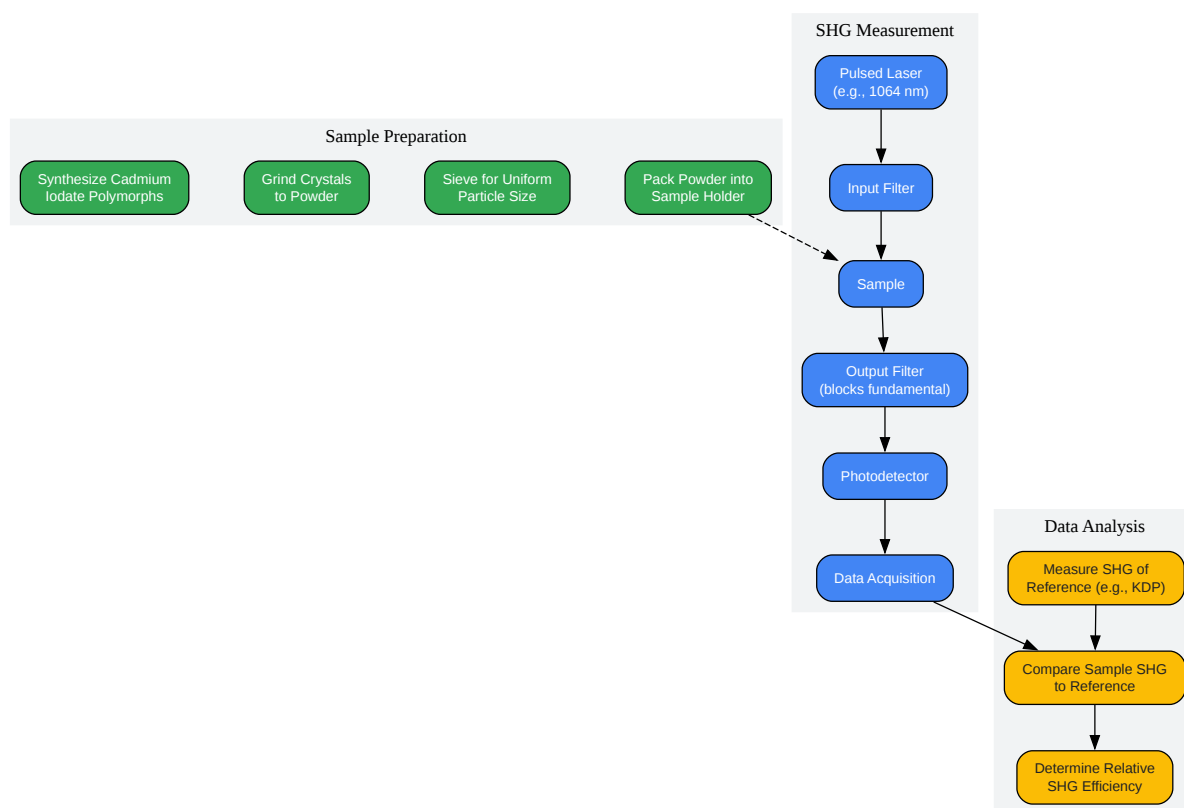 Sample Preparation
Synthesize Cadmium
Iodate Polymorphs
Grind Crystals
to Powder
Sieve for Uniform
Particle Size
Pack Powder into
Sample Holder
SHG Measurement
Pulsed Laser
(e.g., 1064 nm)
Input Filter
Sample
Output Filter
(blocks fundamental)
Photodetector
Data Acquisition
Data Analysis
Measure SHG of
Reference (e.g., KDP)
Compare Sample SHG
to Reference
Determine Relative
SHG Efficiency